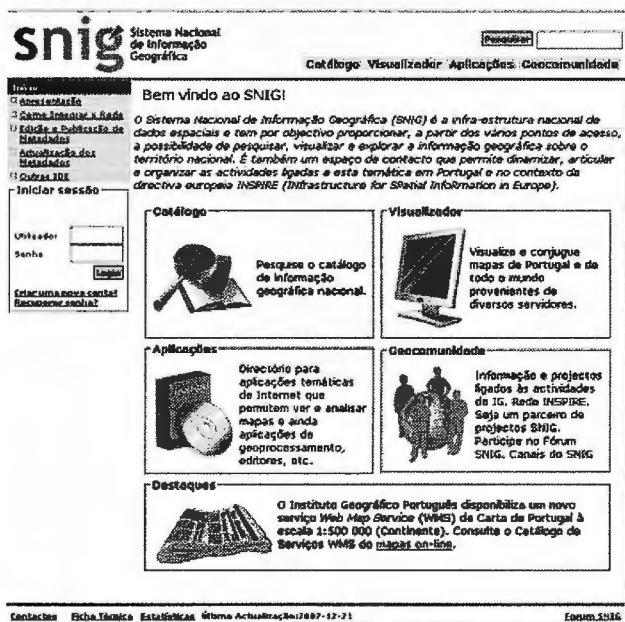 snig Sistema Nacional
de Informação
Geográfica
Pesquisar
Catálogo Visualizador Aplicações Geocomunidade
Início
Apresentação
Como Integrar a Rede
Edição e Publicação de
Metadados
Actualização dos
Metadados
Outras IDE
Iniciar sessão
Utilizador
Senha
Login
Criar uma nova conta!
Recuperar senha?
Bem vindo ao SNIG!
O Sistema Nacional de Informação Geográfica (SNIG) é a infra-estrutura nacional de
dados espaciais e tem por objectivo proporcionar, a partir dos vários pontos de acesso,
a possibilidade de pesquisar, visualizar e explorar a informação geográfica sobre o
território nacional. É também um espaço de contacto que permite dinamizar, articular
e organizar as actividades ligadas a esta temática em Portugal e no contexto da
directiva europeia INSPIRE (INfrastructure for SPatial InfoRmation in Europe).
Catálogo
Pesquise o catálogo
de informação
geográfica nacional.
Visualizador
Visualize e conjugue
mapas de Portugal e de
todo o mundo
provenientes de
diversos servidores.
Aplicações
Directório para
aplicações temáticas
de Internet que
permitem ver e analisar
mapas e ainda
aplicações de
geoprocessamento,
editores, etc.
Geocomunidade
Informação e projectos
ligados às actividades
de IG. Rede INSPIRE.
Seja um parceiro de
projectos SNIG.
Participe no Fórum
SNIG. Canais do SNIG
Destaques
O Instituto Geográfico Português disponibiliza um novo
serviço Web Map Service (WMS) da Carta de Portugal à
escala 1:500 000 (Continente). Consulte o Catálogo de
Serviços WMS de mapas on-line.
Contactos Ficha Técnica Estatísticas Última Actualização:2007-12-21 Forum SNIG